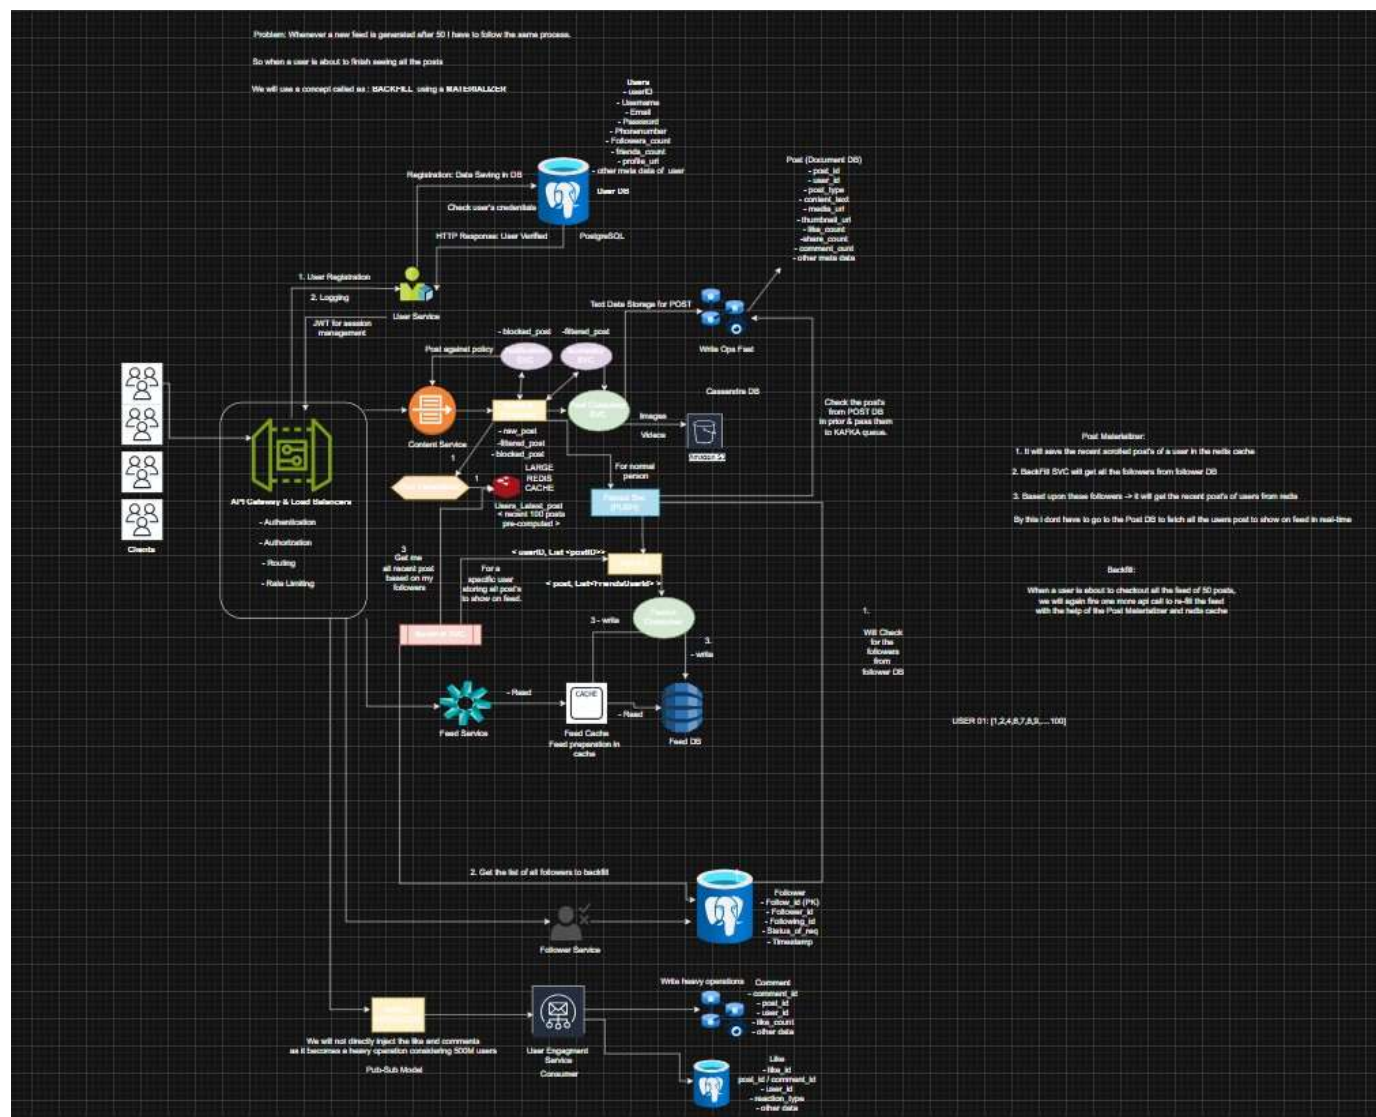 Problem: Whenever a new feed is generated after 50 I have to follow the same process.
So when a user is about to finish seeing all the posts
We will use a concept called as : BACKFILL using a MATERIALIZER
Users
- userID
- Username
- Email
- Password
- Phonenumber
- Followers_count
- friends_count
- profile_url
- other meta data of user
User DB
PostgreSQL
Registration: Data Saving in DB
Check user's credentials
HTTP Response: User Verified
Post (Document DB)
- post_id
- user_id
- post_type
- content_text
- media_url
- thumbnail_url
- like_count
-share_count
- comment_count
- other meta data
1. User Registration
2. Logging
User Service
JWT for session
management
Text Data Storage for POST
Write Ops Fast
Cassandra DB
- blocked_post
-filtered_post
Post against policy
SVC
SVC
SVC
Content Service
- raw_post
-filtered_post
- blocked_post
Images
Videos
Amazon S3
Check the post's
from POST DB
in prior & pass them
to KAFKA queue.
1
1
LARGE
REDIS
CACHE
Users_Latest_post
< recent 100 posts
pre-computed >
For normal
person
(PUSH)
API Gateway & Load Balancers
- Authentication
- Authorization
- Routing
- Rate Limiting
Clients
3
Get me
all recent post
based on my
followers
For a
specific user
storing all post's
to show on feed.
< userID, List <postID>>
< post, List<FriendsUserId> >
3 - write
3.
- write
- Read
CACHE
- Read
Feed Service
Feed Cache
Feed preparation in
cache
Feed DB
Post Materializer:
1. It will save the recent scrolled post's of a user in the redis cache
2. BackFill SVC will get all the followers from follower DB
3. Based upon these followers -> it will get the recent post's of users from redis
By this i dont have to go to the Post DB to fetch all the users post to show on feed in real-time
Backfill:
When a user is about to checkout all the feed of 50 posts,
we will again fire one more api call to re-fill the feed
with the help of the Post Materializer and redis cache
1.
Will Check
for the
followers
from
follower DB
USER 01: [1,2,4,6,7,8,9,....100]
2. Get the list of all followers to backfill
Follower Service
Follower
- Follow_id (PK)
- Follower_id
- Following_id
- Status_of_req
- Timestamp
We will not directly inject the like and comments
as it becomes a heavy operation considering 500M users
Pub-Sub Model
User Engagment
Service
Consumer
Write heavy operations
Comment
- comment_id
- post_id
- user_id
- like_count
- other data
Like
- like_id
post_id / comment_id
- user_id
- reaction_type
- other data